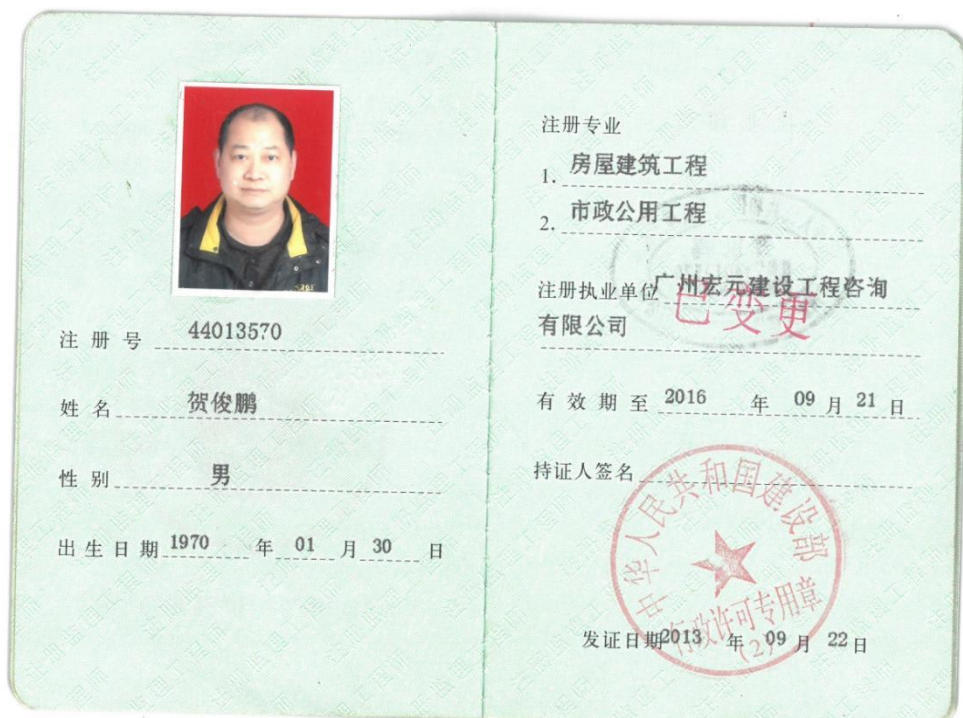 注册号 44013570
姓名 贺俊鹏
性别 男
出生日期 1970 年 01 月 30 日
注册专业
1. 房屋建筑工程
2. 市政公用工程
注册执业单位 广州宏元建设工程咨询
有限公司
已变更
有效期至 2016 年 09 月 21 日
持证人签名
中华人民共和国建设部
行政许可专用章
(2)
发证日期 2013 年 09 月 22 日